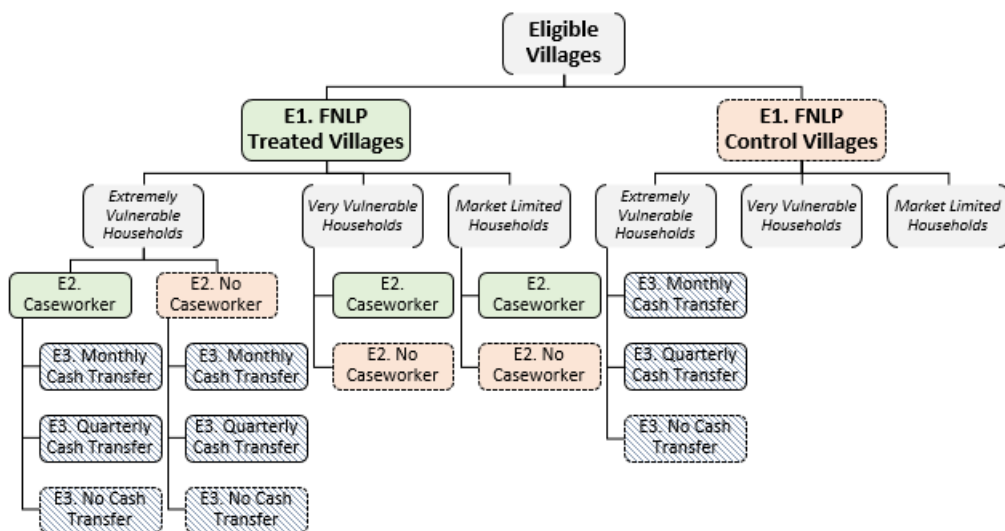 Eligible
Villages
E1. FNLP
Treated Villages
E1. FNLP
Control Villages
Extremely
Vulnerable
Households
Very Vulnerable
Households
Market Limited
Households
Extremely
Vulnerable
Households
Very Vulnerable
Households
Market Limited
Households
E2.
Caseworker
E2. No
Caseworker
E2.
Caseworker
E2.
Caseworker
E3. Monthly
Cash Transfer
E3. Monthly
Cash Transfer
E3. Monthly
Cash Transfer
E2. No
Caseworker
E2. No
Caseworker
E3. Quarterly
Cash Transfer
E3. Quarterly
Cash Transfer
E3. Quarterly
Cash Transfer
E3. No Cash
Transfer
E3. No Cash
Transfer
E3. No Cash
Transfer